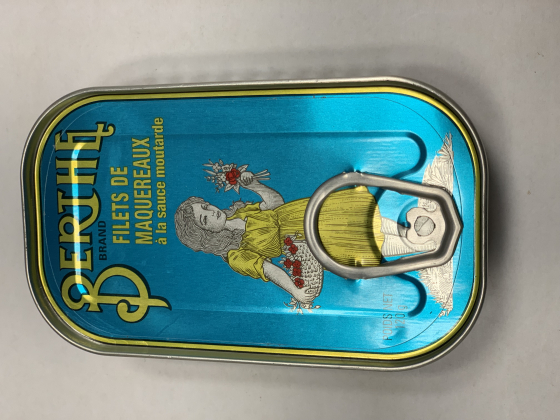 BERTHE
BRAND
FILETS DE
MAQUEREAUX
à la sauce moutarde